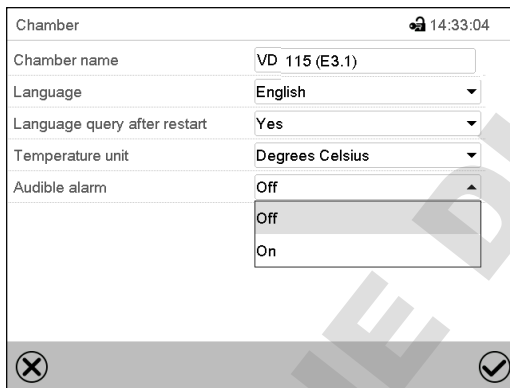 Chamber 14:33:04
Chamber name VD 115 (E3.1)
Language English
Language query after restart Yes
Temperature unit Degrees Celsius
Audible alarm Off
Off
On